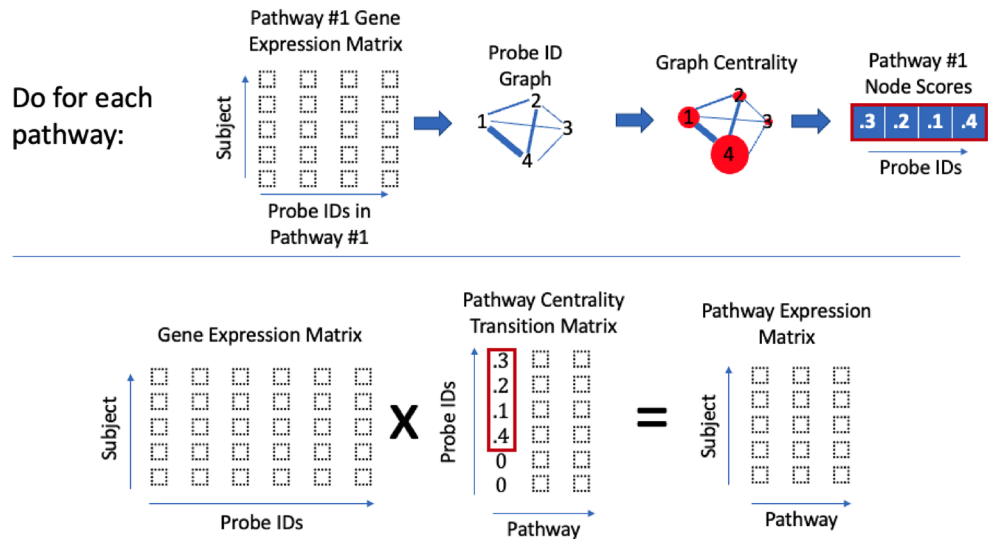 Do for each
pathway:
Pathway #1 Gene
Expression Matrix
Subject
Probe IDs in
Pathway #1
Probe ID
Graph
1
2
3
4
Graph Centrality
1
2
3
4
Pathway #1
Node Scores
.3 .2 .1 .4
Probe IDs
Gene Expression Matrix
Subject
Probe IDs
X
Pathway Centrality
Transition Matrix
Probe IDs
.3
.2
.1
.4
0
0
Pathway
=
Pathway Expression
Matrix
Subject
Pathway